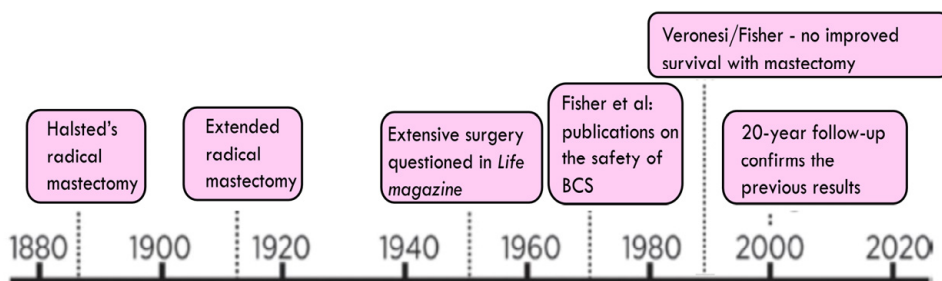 Veronesi/Fisher - no improved
survival with mastectomy
Halsted's
radical
mastectomy
Extended
radical
mastectomy
Extensive surgery
questioned in Life
magazine
Fisher et al:
publications on
the safety of
BCS
20-year follow-up
confirms the
previous results
1880 1900 1920 1940 1960 1980 2000 2020